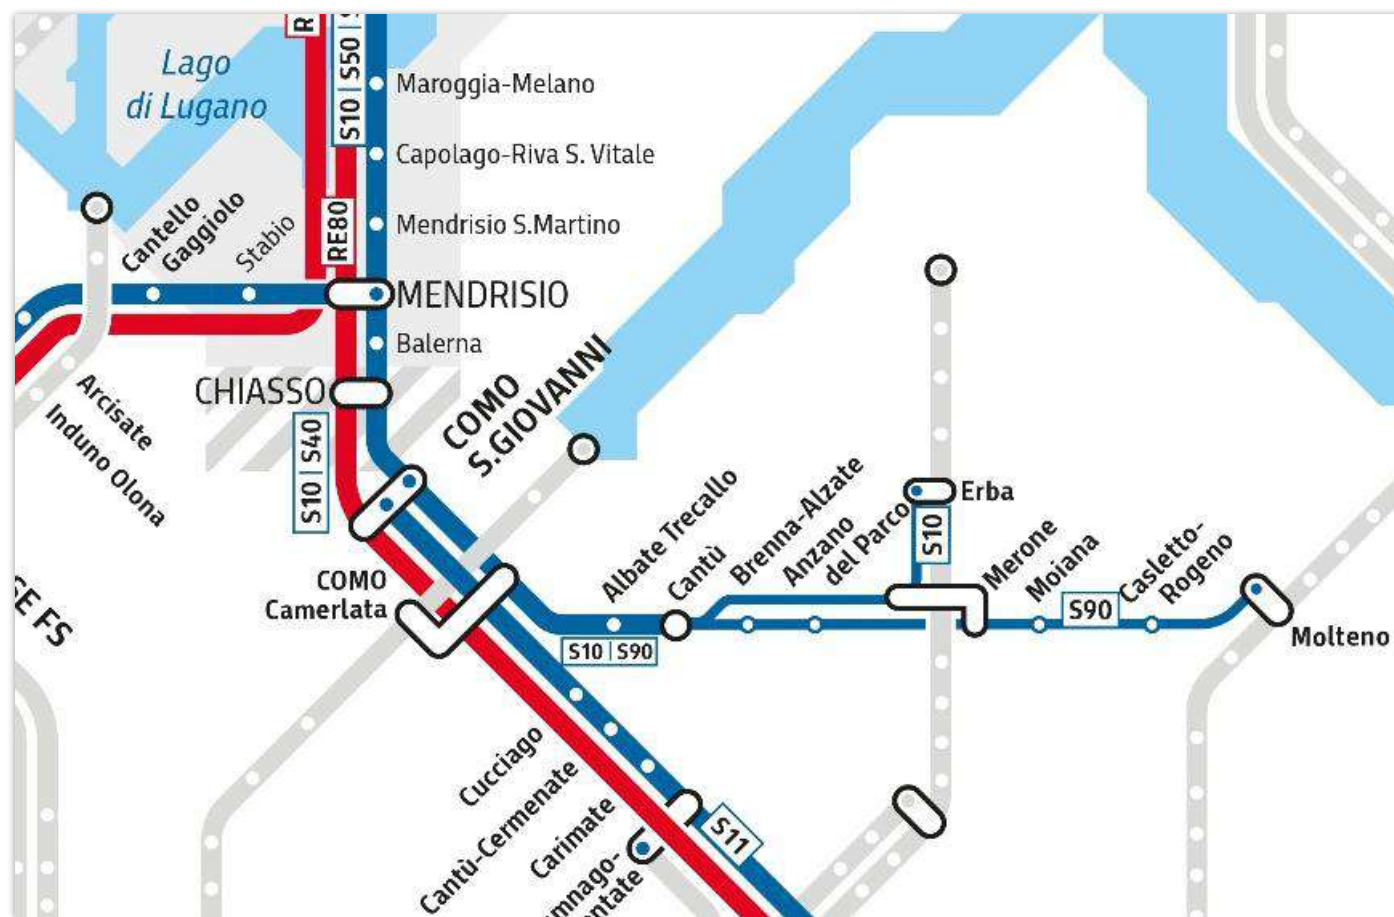 R
S10 | S50 |
Lago
di Lugano
Maroggia-Melano
Capolago-Riva S. Vitale
Mendrisio S.Martino
Cantello
Gaggiolo
Stabio
RE80
MENDRISIO
Balerna
CHIASSO
S10 | S40
COMO
S.GIOVANNI
Arcisate
Induno Olona
COMO
Camerlata
Albate Trecallo
Cantù
Brenna-Alzate
Anzano
del Parco
Erba
S10
Merone
Moiana
Casletto-
Rogeno
S90
Molteno
S10 | S90
SE FS
Cucciago
Cantù-Cermenate
Carimate
S11